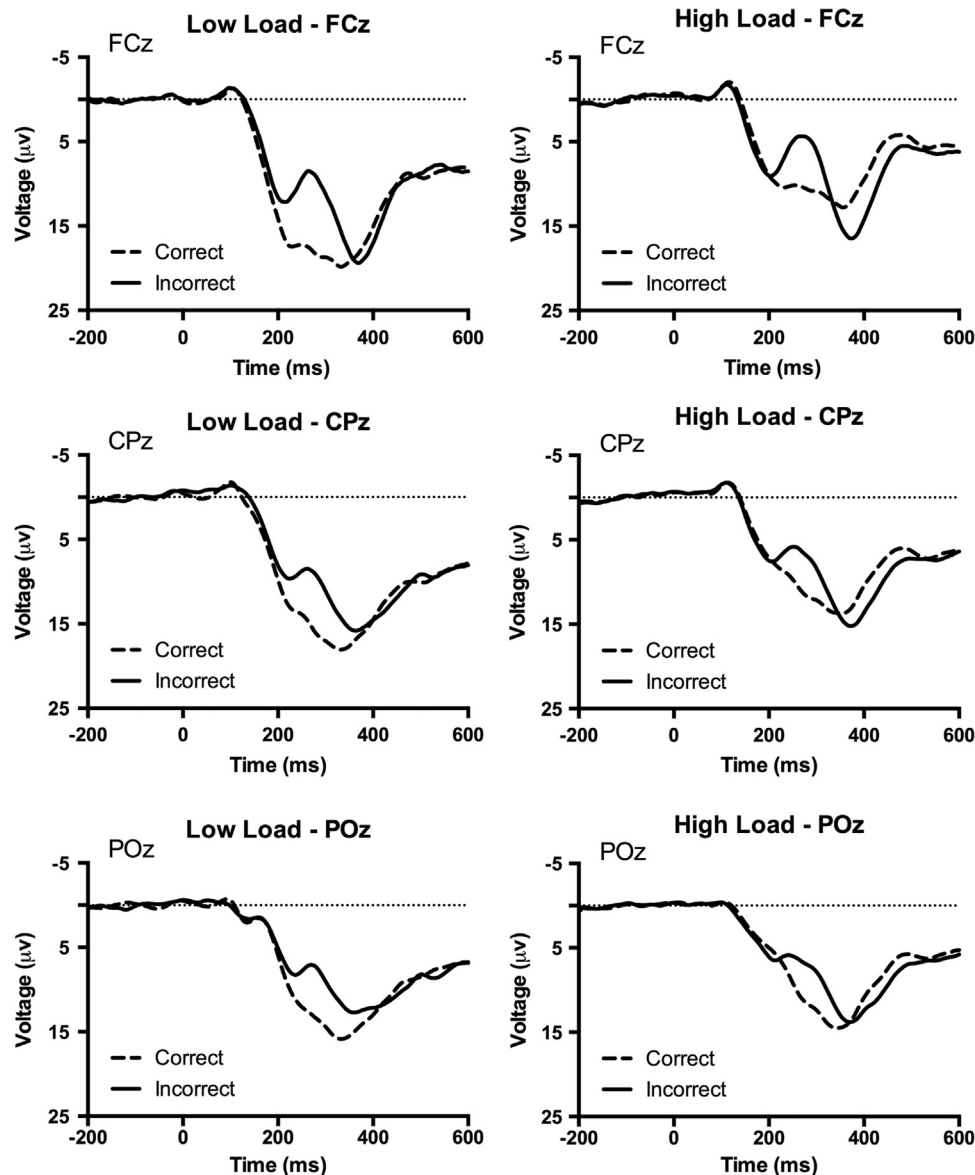 Low Load - FCz
FCz
-5
5
15
25
Voltage (μv)
Correct
Incorrect
-200 0 200 400 600
Time (ms)
High Load - FCz
FCz
-5
5
15
25
Voltage (μv)
Correct
Incorrect
-200 0 200 400 600
Time (ms)
Low Load - CPz
CPz
-5
5
15
25
Voltage (μv)
Correct
Incorrect
-200 0 200 400 600
Time (ms)
High Load - CPz
CPz
-5
5
15
25
Voltage (μv)
Correct
Incorrect
-200 0 200 400 600
Time (ms)
Low Load - POz
POz
-5
5
15
25
Voltage (μv)
Correct
Incorrect
-200 0 200 400 600
Time (ms)
High Load - POz
POz
-5
5
15
25
Voltage (μv)
Correct
Incorrect
-200 0 200 400 600
Time (ms)